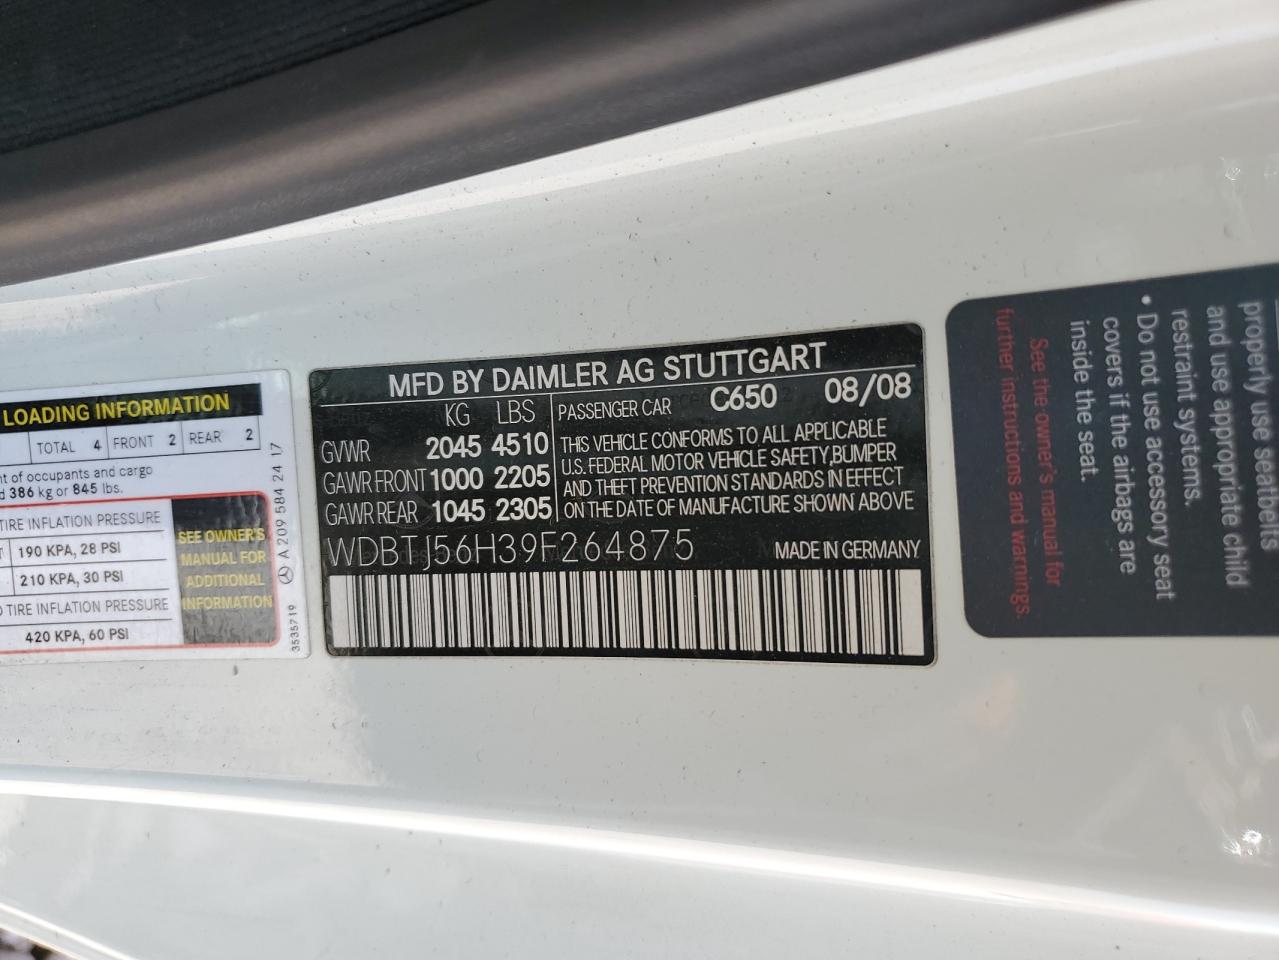 LOADING INFORMATION
TOTAL 4 FRONT 2 REAR 2
of occupants and cargo
386 kg or 845 lbs.
TIRE INFLATION PRESSURE
190 KPA, 28 PSI
210 KPA, 30 PSI
TIRE INFLATION PRESSURE
420 KPA, 60 PSI
SEE OWNER'S
MANUAL FOR
ADDITIONAL
INFORMATION
A 209 584 24 17
3535719
MFD BY DAIMLER AG STUTTGART
KG LBS
GVWR 2045 4510
GAWR FRONT 1000 2205
GAWR REAR 1045 2305
PASSENGER CAR C650 08/08
THIS VEHICLE CONFORMS TO ALL APPLICABLE
U.S. FEDERAL MOTOR VEHICLE SAFETY,BUMPER
AND THEFT PREVENTION STANDARDS IN EFFECT
ON THE DATE OF MANUFACTURE SHOWN ABOVE
WDBTJ56H39F264875 MADE IN GERMANY
properly use seatbelts
and use appropriate child
restraint systems.
• Do not use accessory seat
covers if the airbags are
inside the seat.
See the owner's manual for
further instructions and warnings.